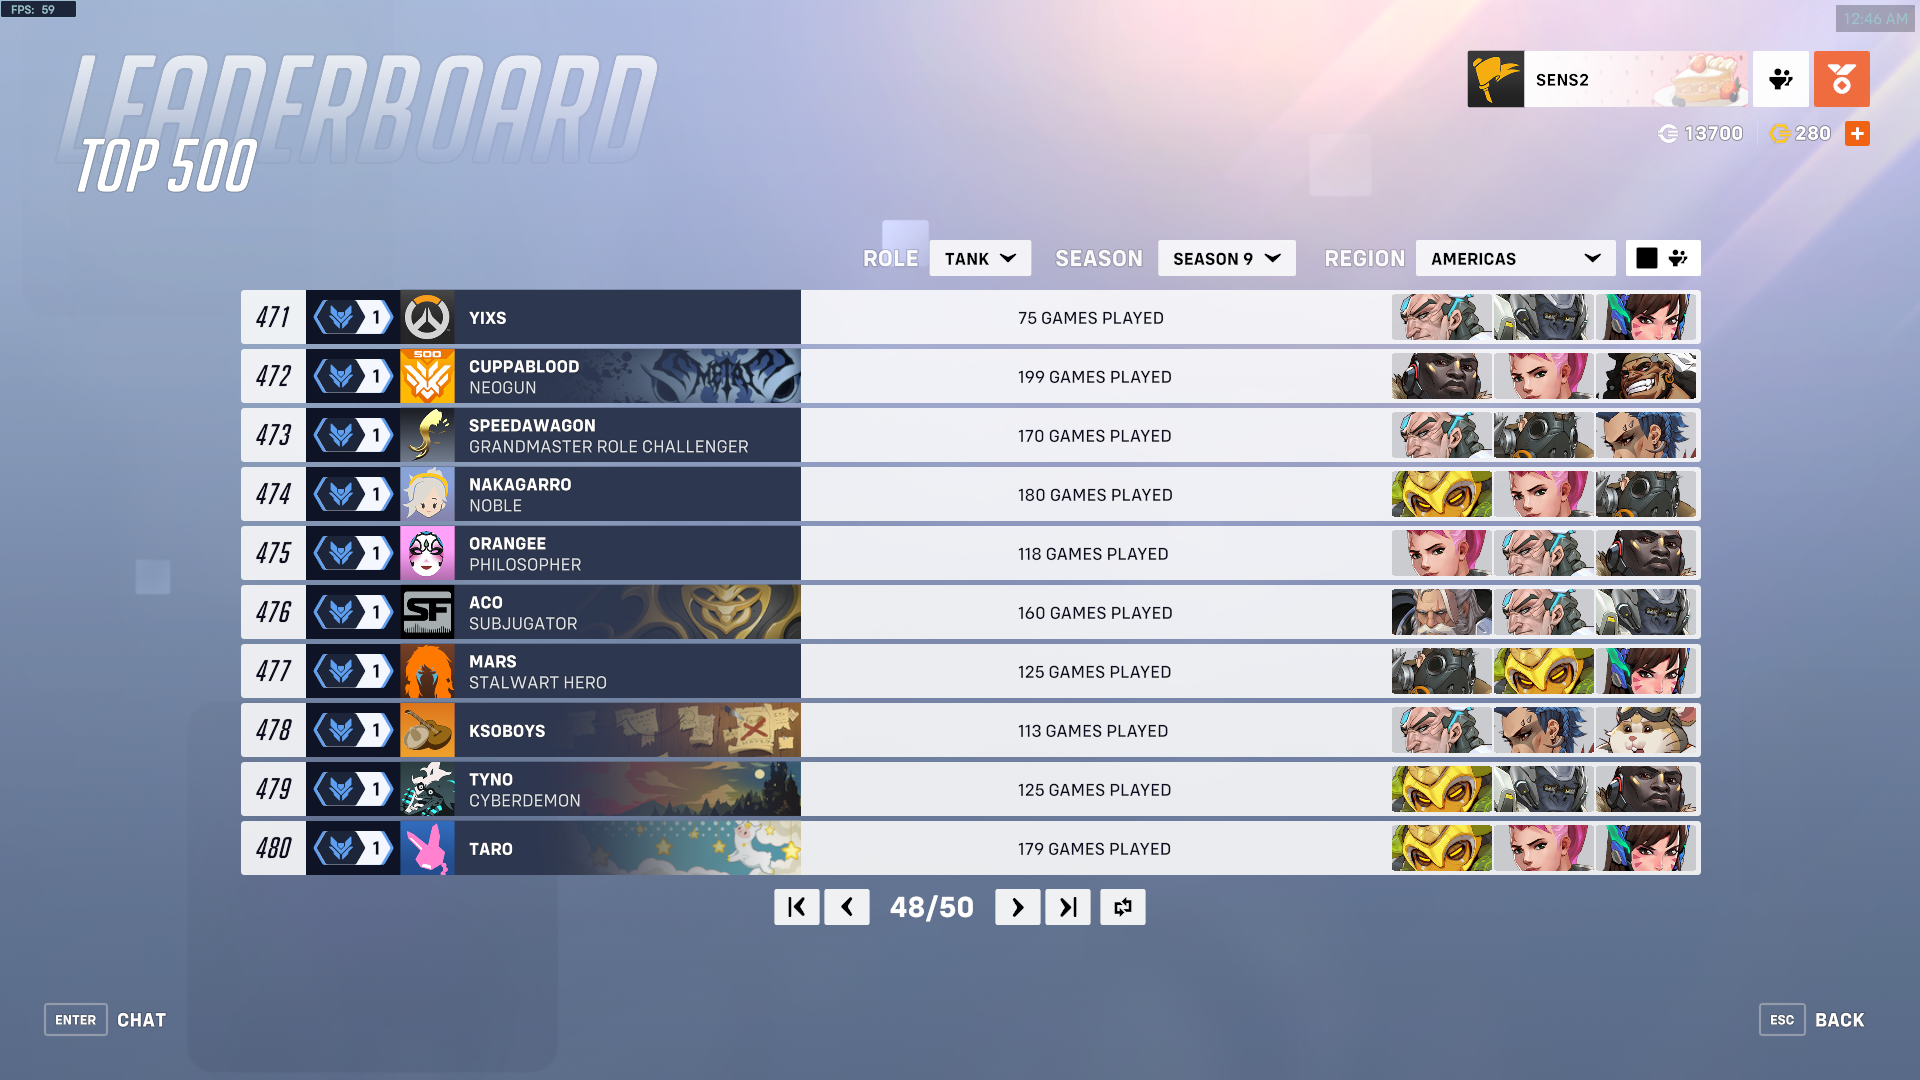 FPS: 59
12:46 AM
LEADERBOARD
TOP 500
SENS2
13700
280
ROLE
TANK
SEASON
SEASON 9
REGION
AMERICAS
471 1 YIXS 75 GAMES PLAYED
472 1 500 CUPPABLOOD 199 GAMES PLAYED
NEOGUN
473 1 SPEEDAWAGON 170 GAMES PLAYED
GRANDMASTER ROLE CHALLENGER
474 1 NAKAGARRO 180 GAMES PLAYED
NOBLE
475 1 ORANGEE 118 GAMES PLAYED
PHILOSOPHER
476 1 SF ACO 160 GAMES PLAYED
SUBJUGATOR
477 1 MARS 125 GAMES PLAYED
STALWART HERO
478 1 KSOBOYS 113 GAMES PLAYED
479 1 TYNO 125 GAMES PLAYED
CYBERDEMON
480 1 TARO 179 GAMES PLAYED
48/50
ENTER CHAT
ESC BACK